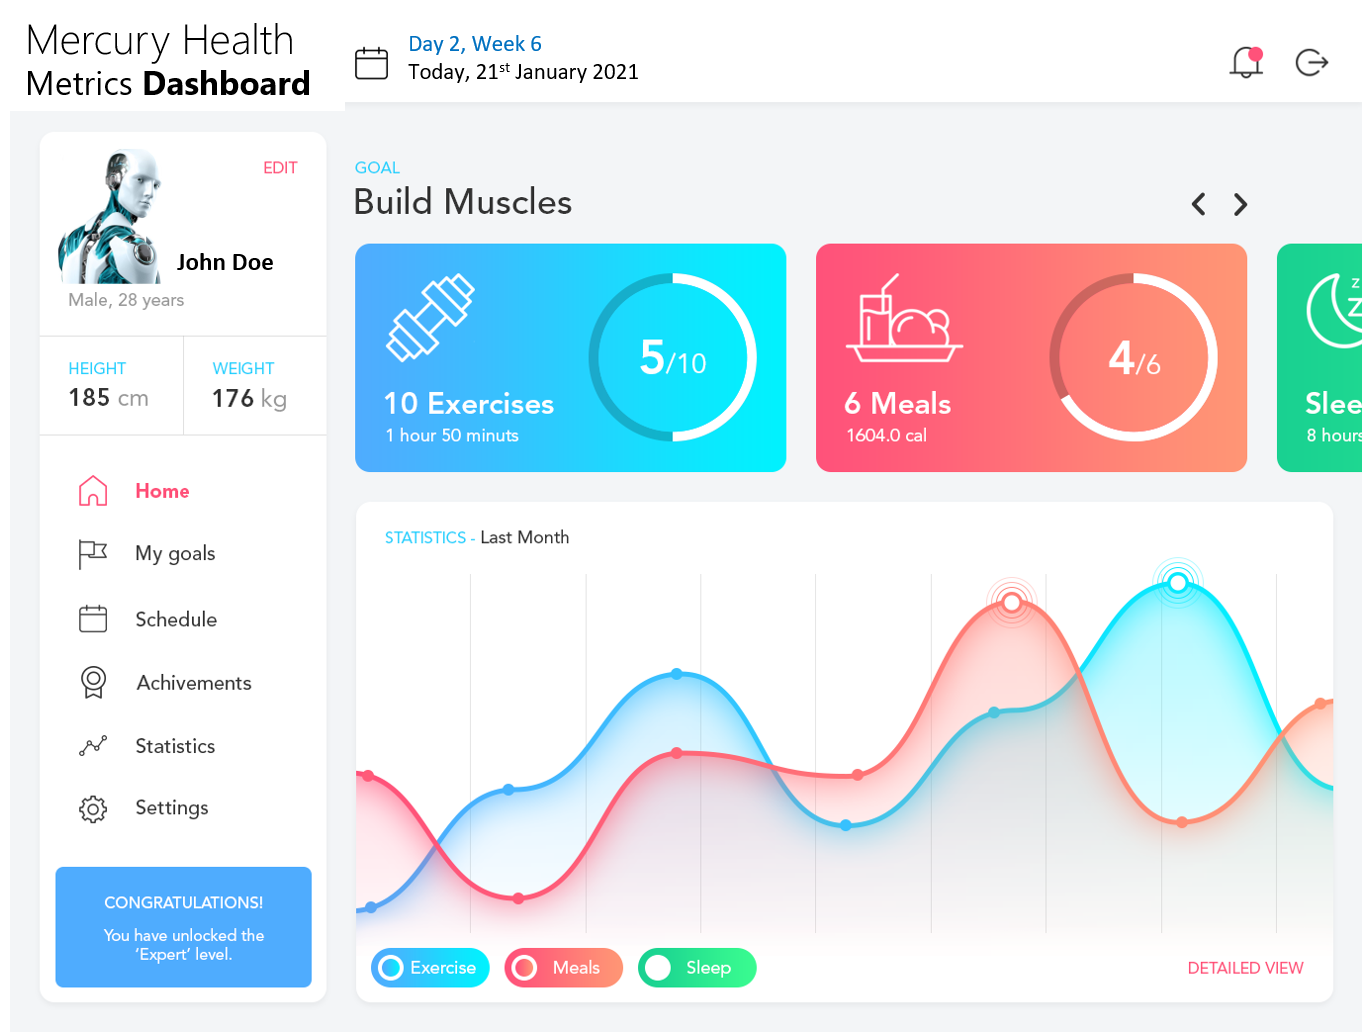 Mercury Health
Metrics Dashboard
Day 2, Week 6
Today, 21st January 2021
EDIT
John Doe
Male, 28 years
HEIGHT
185 cm
WEIGHT
176 kg
Home
My goals
Schedule
Achivements
Statistics
Settings
CONGRATULATIONS!
You have unlocked the
‘Expert’ level.
GOAL
Build Muscles
10 Exercises
1 hour 50 minuts
5/10
6 Meals
1604.0 cal
4/6
z
Z
Slee
8 hours
STATISTICS - Last Month
Exercise
Meals
Sleep
DETAILED VIEW